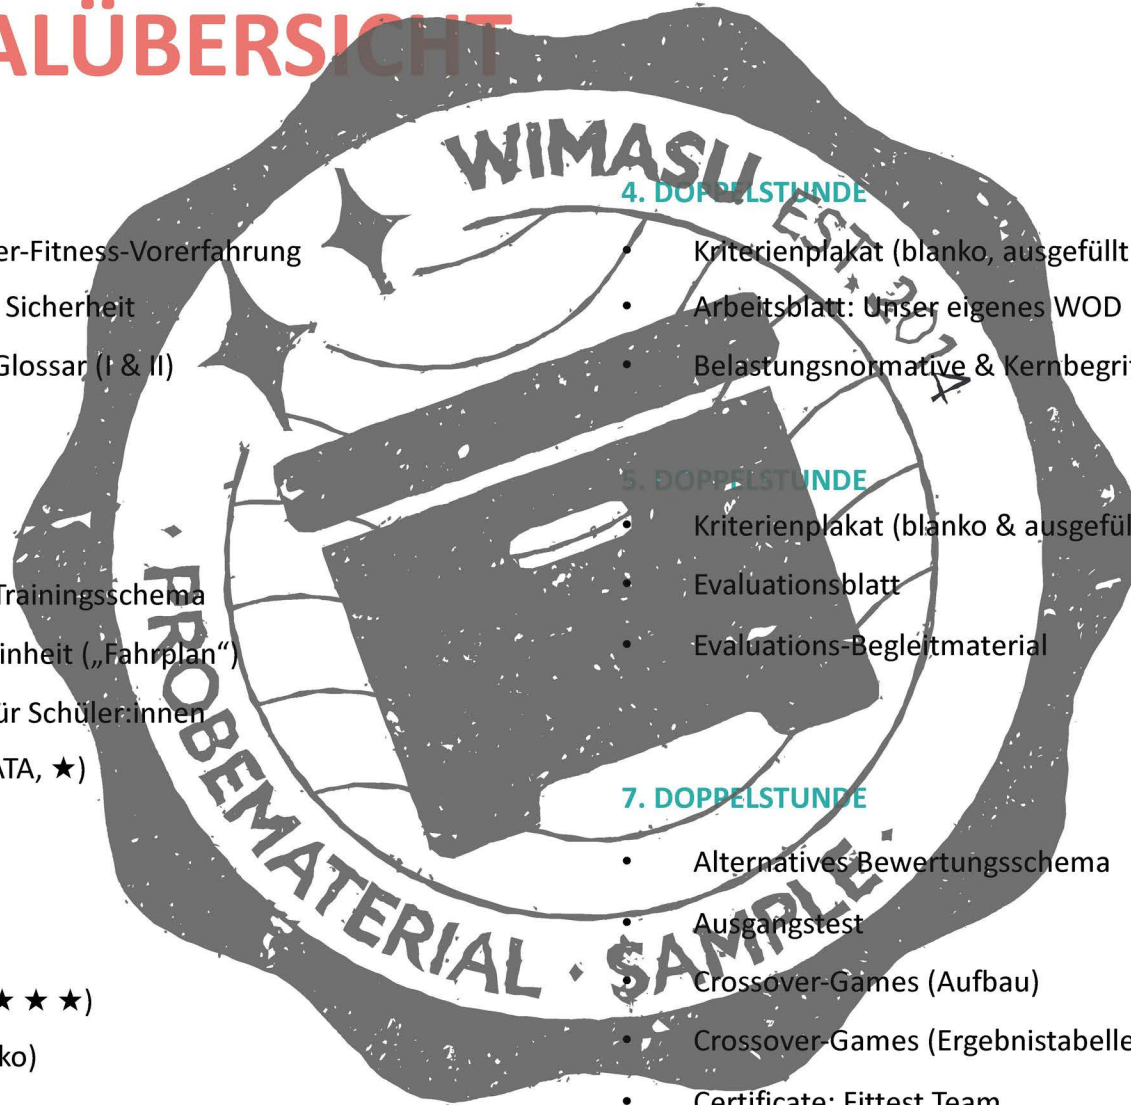 ALÜBERSICHT
er-Fitness-Vorerfahrung
Sicherheit
Glossar (I & II)
Trainingsschema
inheit („Fahrplan“)
ür Schüler:innen
ATA, ★)
★ ★ ★)
ko)
4. DOPPELSTUNDE
• Kriterienplakat (blanko, ausgefüllt
• Arbeitsblatt: Unser eigenes WOD
• Belastungsnormative & Kernbegrif
5. DOPPELSTUNDE
• Kriterienplakat (blanko & ausgefül
• Evaluationsblatt
• Evaluations-Begleitmaterial
7. DOPPELSTUNDE
• Alternatives Bewertungsschema
• Ausgangstest
• Crossover-Games (Aufbau)
• Crossover-Games (Ergebnistabelle
• Certificate: Fittest Team
WIMASU EST. 2014
· PROBEMATERIAL · SAMPLE ·